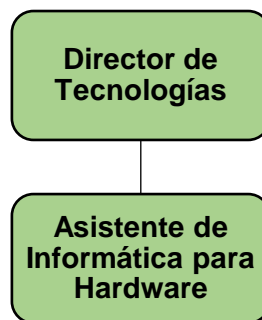 Director de
Tecnologías
Asistente de
Informática para
Hardware